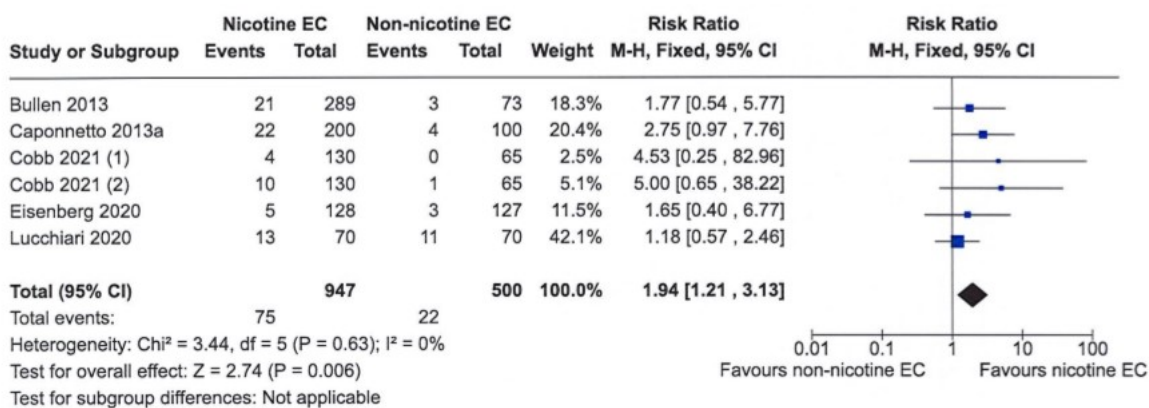 Nicotine EC Non-nicotine EC Risk Ratio Risk Ratio
Study or Subgroup Events Total Events Total Weight M-H, Fixed, 95% CI M-H, Fixed, 95% CI
Bullen 2013 21 289 3 73 18.3% 1.77 [0.54 , 5.77]
Caponnetto 2013a 22 200 4 100 20.4% 2.75 [0.97 , 7.76]
Cobb 2021 (1) 4 130 0 65 2.5% 4.53 [0.25 , 82.96]
Cobb 2021 (2) 10 130 1 65 5.1% 5.00 [0.65 , 38.22]
Eisenberg 2020 5 128 3 127 11.5% 1.65 [0.40 , 6.77]
Lucchiari 2020 13 70 11 70 42.1% 1.18 [0.57 , 2.46]
Total (95% CI) 947 500 100.0% 1.94 [1.21 , 3.13]
Total events: 75 22
Heterogeneity: Chi² = 3.44, df = 5 (P = 0.63); I² = 0%
Test for overall effect: Z = 2.74 (P = 0.006)
Test for subgroup differences: Not applicable
0.01 0.1 1 10 100
Favours non-nicotine EC Favours nicotine EC